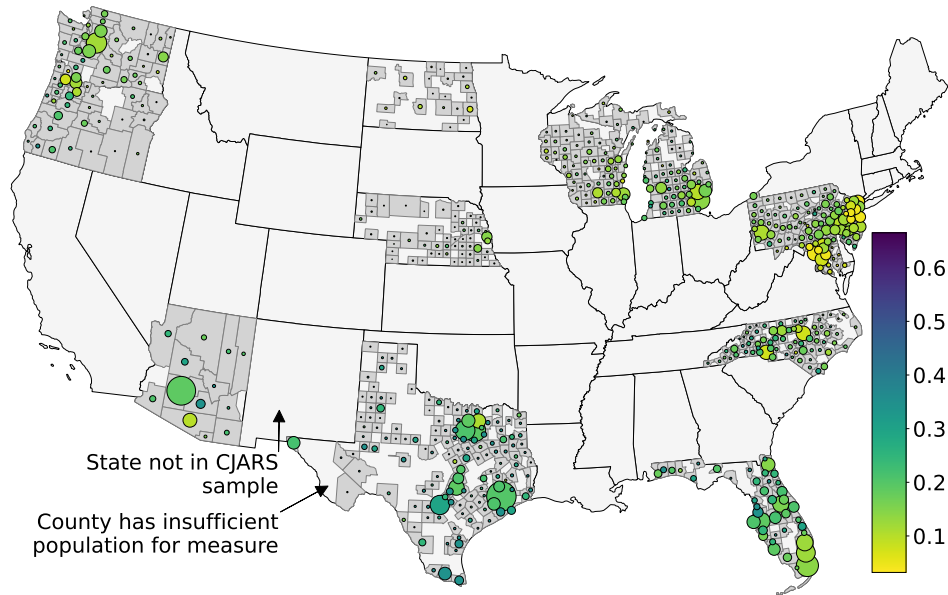 State not in CJARS
sample
County has insufficient
population for measure
0.6
0.5
0.4
0.3
0.2
0.1